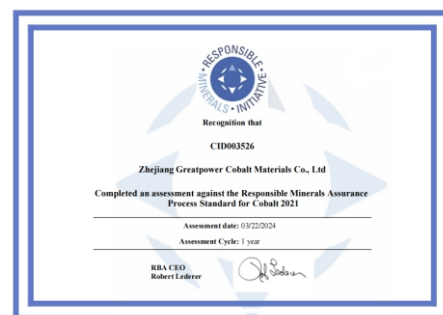 RESPONSIBLE
MINERALS • INITIATIVE
Recognition that
CID003526
Zhejiang Greatpower Cobalt Materials Co., Ltd
Completed an assessment against the Responsible Minerals Assurance
Process Standard for Cobalt 2021
Assessment date: 03/22/2024
Assessment Cycle: 1 year
RBA CEO
Robert Lederer